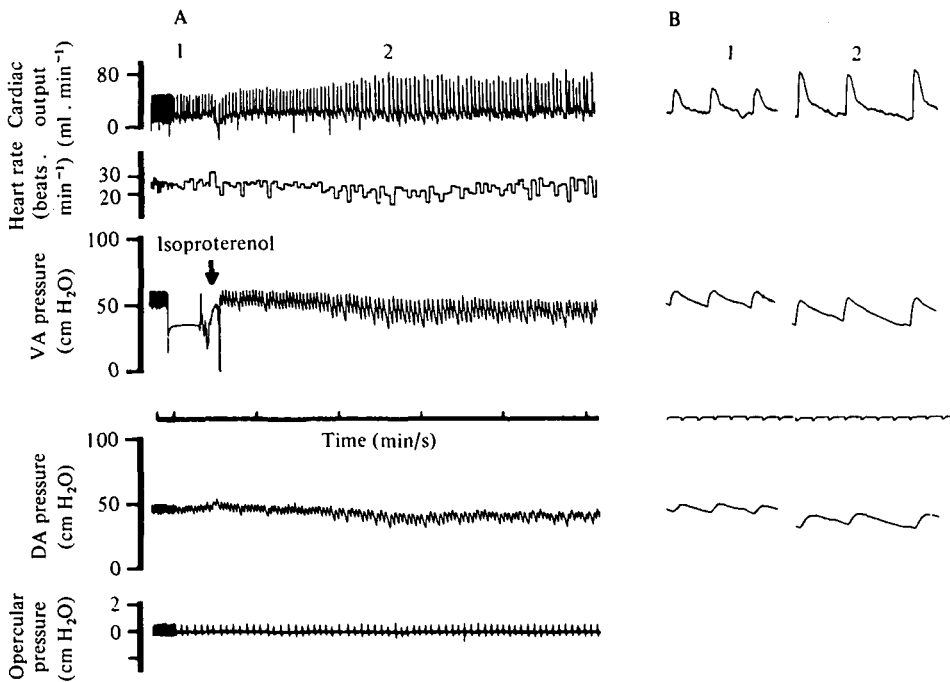 A
B
1
2
1
2
Cardiac
output
(ml . min⁻¹)
80
0
Heart rate
(beats .
min⁻¹)
30
20
Isoproterenol
VA pressure
(cm H₂O)
100
50
0
Time (min/s)
DA pressure
(cm H₂O)
100
50
0
Opercular
pressure
(cm H₂O)
2
0